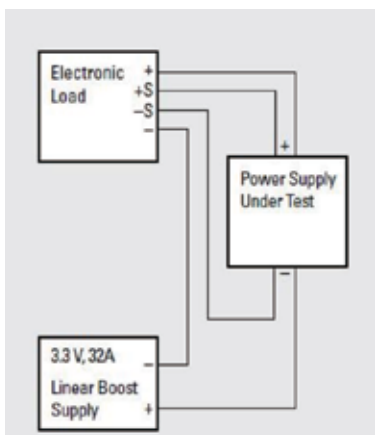 Electronic +
Load +S
–S
–
+
Power Supply
Under Test
–
3.3 V, 32A –
Linear Boost
Supply +